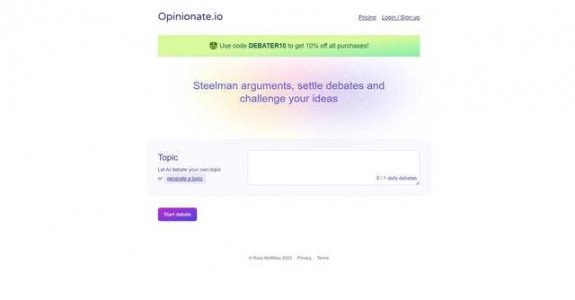 Opinionate.io
Pricing Login / Sign up
Use code DEBATER10 to get 10% off all purchases!
Steelman arguments, settle debates and
challenge your ideas
Topic
Let AI debate your own topic
or generate a topic
0 / 1 daily debates
Start debate
© Ross 2023 Privacy Terms